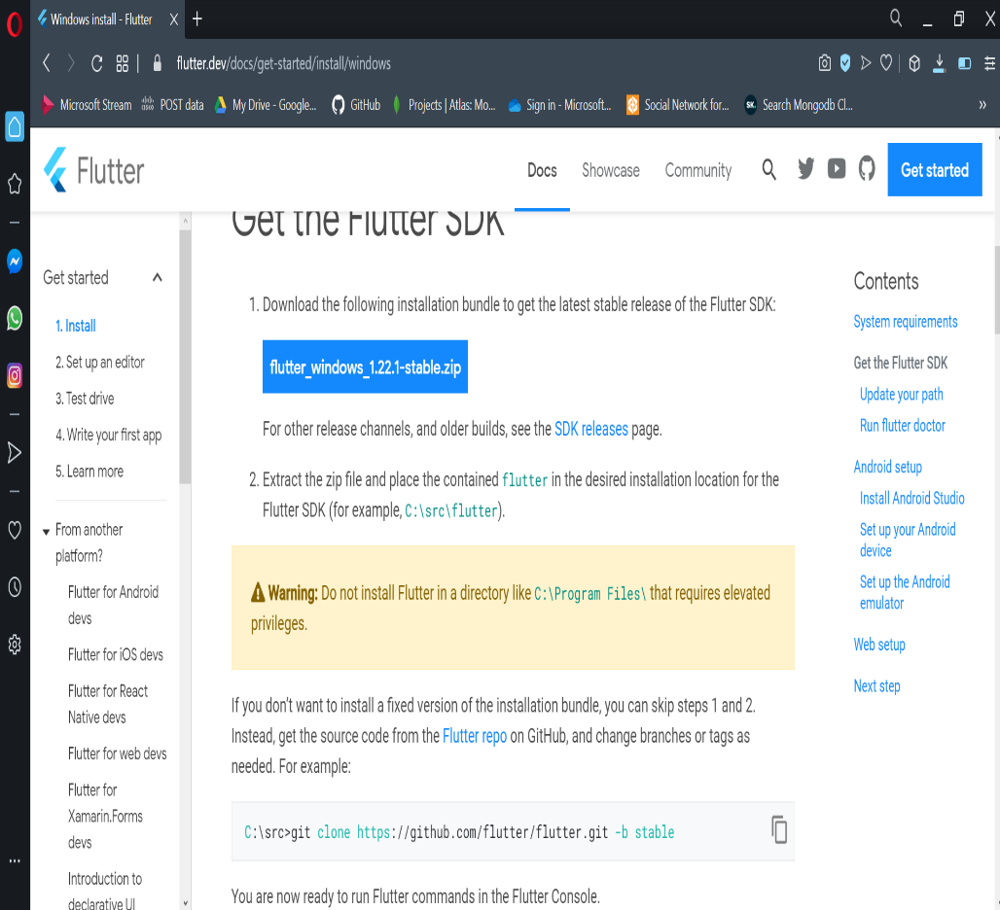 Windows install - Flutter
flutter.dev/docs/get-started/install/windows
Microsoft Stream
POST data
My Drive - Google...
GitHub
Projects | Atlas: Mo...
Sign in - Microsoft...
Social Network for...
SK.
Search Mongodb Cl...
»
Flutter
Docs
Showcase
Community
Get started
Get started
1. Install
2. Set up an editor
3. Test drive
4. Write your first app
5. Learn more
From another
platform?
Flutter for Android
devs
Flutter for iOS devs
Flutter for React
Native devs
Flutter for web devs
Flutter for
Xamarin.Forms
devs
Introduction to
declarative UI
Get the Flutter SDK
1. Download the following installation bundle to get the latest stable release of the Flutter SDK:
flutter_windows_1.22.1-stable.zip
For other release channels, and older builds, see the SDK releases page.
2. Extract the zip file and place the contained flutter in the desired installation location for the
Flutter SDK (for example, C:\src\flutter).
Warning: Do not install Flutter in a directory like C:\Program Files\ that requires elevated
privileges.
If you don't want to install a fixed version of the installation bundle, you can skip steps 1 and 2.
Instead, get the source code from the Flutter repo on GitHub, and change branches or tags as
needed. For example:
C:\src>git clone https://github.com/flutter/flutter.git -b stable
You are now ready to run Flutter commands in the Flutter Console.
Contents
System requirements
Get the Flutter SDK
Update your path
Run flutter doctor
Android setup
Install Android Studio
Set up your Android
device
Set up the Android
emulator
Web setup
Next step